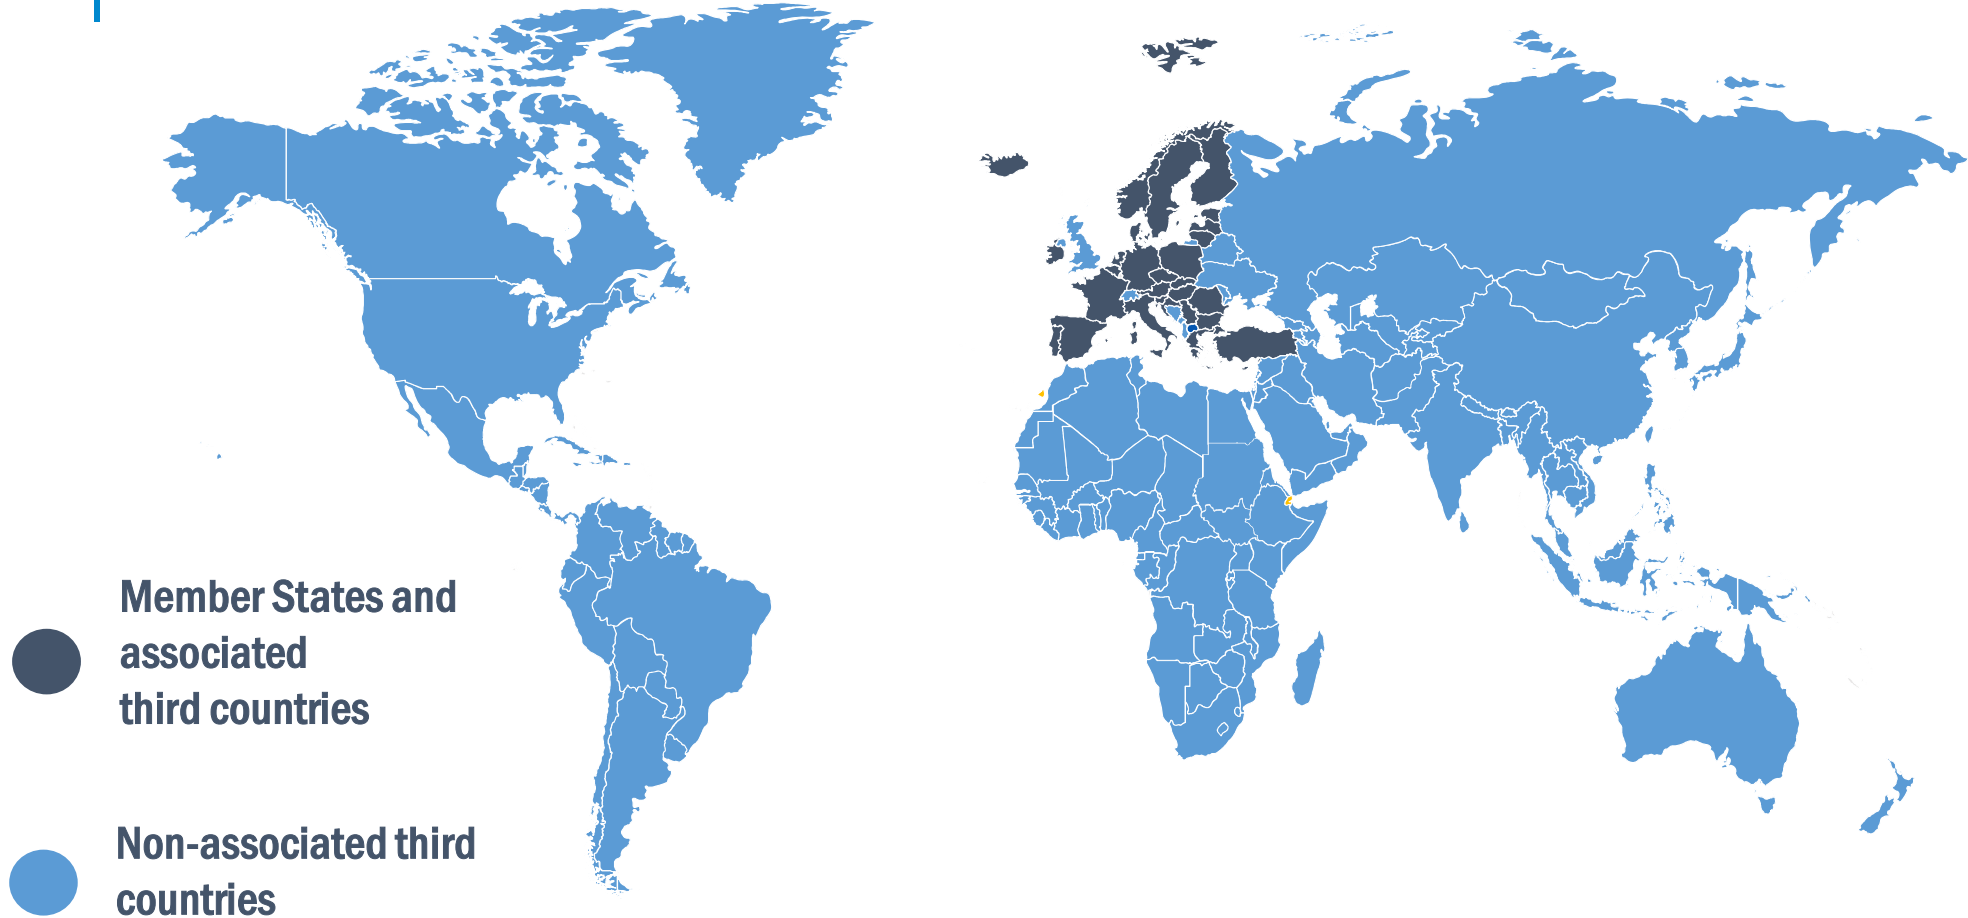 Member States and
associated
third countries
Non-associated third
countries